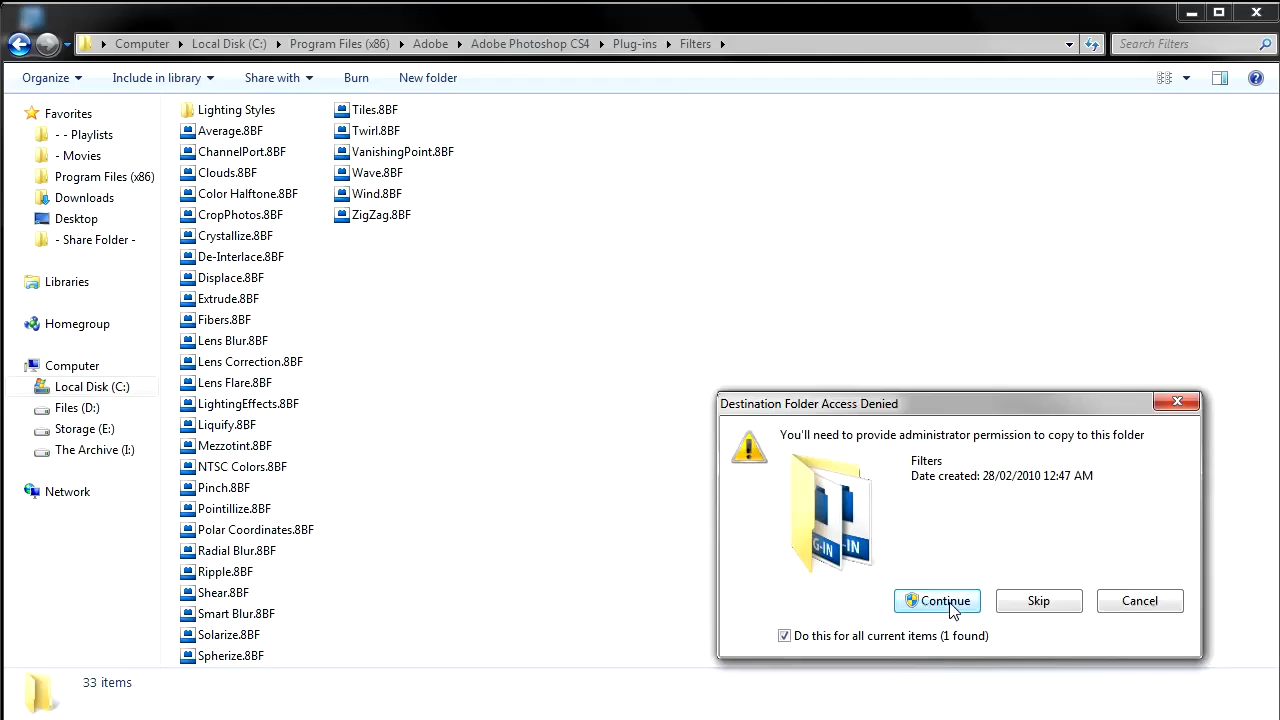 Computer Local Disk (C:) Program Files (x86) Adobe Adobe Photoshop CS4 Plug-ins Filters Search Filters
Organize Include in library Share with Burn New folder
Favorites
- - Playlists
- Movies
Program Files (x86)
Downloads
Desktop
- Share Folder -
Libraries
Homegroup
Computer
Local Disk (C:)
Files (D:)
Storage (E:)
The Archive (I:)
Network
Lighting Styles
Average.8BF
ChannelPort.8BF
Clouds.8BF
Color Halftone.8BF
CropPhotos.8BF
Crystallize.8BF
De-Interlace.8BF
Displace.8BF
Extrude.8BF
Fibers.8BF
Lens Blur.8BF
Lens Correction.8BF
Lens Flare.8BF
LightingEffects.8BF
Liquify.8BF
Mezzotint.8BF
NTSC Colors.8BF
Pinch.8BF
Pointillize.8BF
Polar Coordinates.8BF
Radial Blur.8BF
Ripple.8BF
Shear.8BF
Smart Blur.8BF
Solarize.8BF
Spherize.8BF
Tiles.8BF
Twirl.8BF
VanishingPoint.8BF
Wave.8BF
Wind.8BF
ZigZag.8BF
Destination Folder Access Denied
You'll need to provide administrator permission to copy to this folder
Filters
Date created: 28/02/2010 12:47 AM
G-IN -IN
Continue Skip Cancel
Do this for all current items (1 found)
33 items